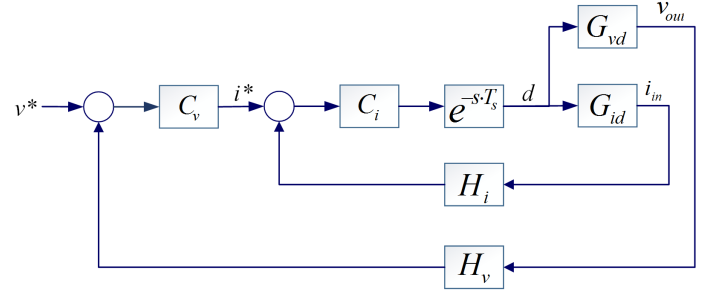 G_vd
v_out
v*
C_v
i*
C_i
e^{-s·T_s}
d
G_id
i_in
H_i
H_v